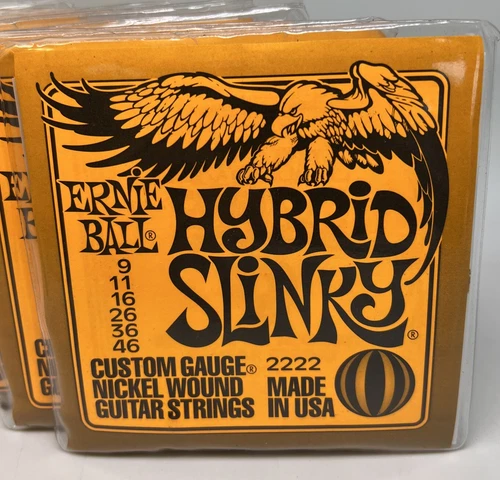 ERNIE
BALL®
HYBRID
SLINKY®
9
11
16
26
36
46
CUSTOM GAUGE® 2222
NICKEL WOUND MADE
GUITAR STRINGS IN USA